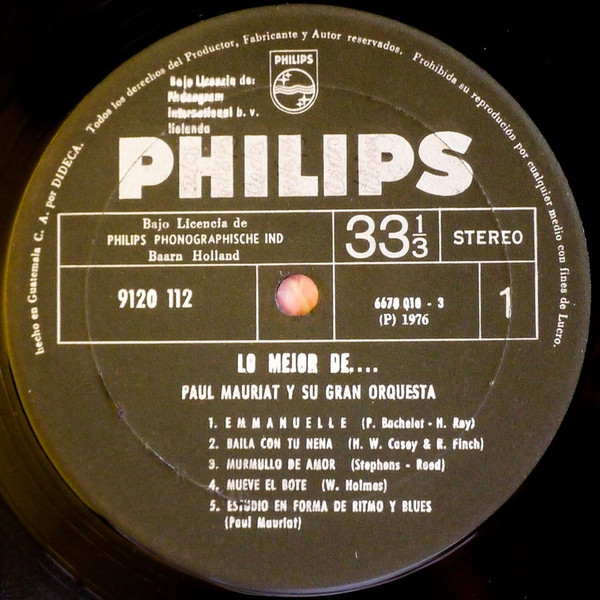 hecho en Guatemala C. A. por DIDECA. Todos los derechos del Productor, Fabricante y Autor reservados. Prohibida su reproducción por cualquier medio con fines de Lucro.
PHILIPS
Bajo Licencia de:
Phonogram
International b. v.
Holanda
PHILIPS
Bajo Licencia de
PHILIPS PHONOGRAPHISCHE IND
Baarn Holland
33 1/3
STEREO
9120 112
6670 010 - 3
(P) 1976
1
LO MEJOR DE....
PAUL MAURIAT Y SU GRAN ORQUESTA
1. EMMANUELLE (P. Bachelet - H. Roy)
2. BAILA CON TU NENA (H. W. Casey & R. Finch)
3. MURMULLO DE AMOR (Stephens - Reed)
4. MUEVE EL BOTE (W. Holmes)
5. ESTUDIO EN FORMA DE RITMO Y BLUES
(Paul Mauriat)